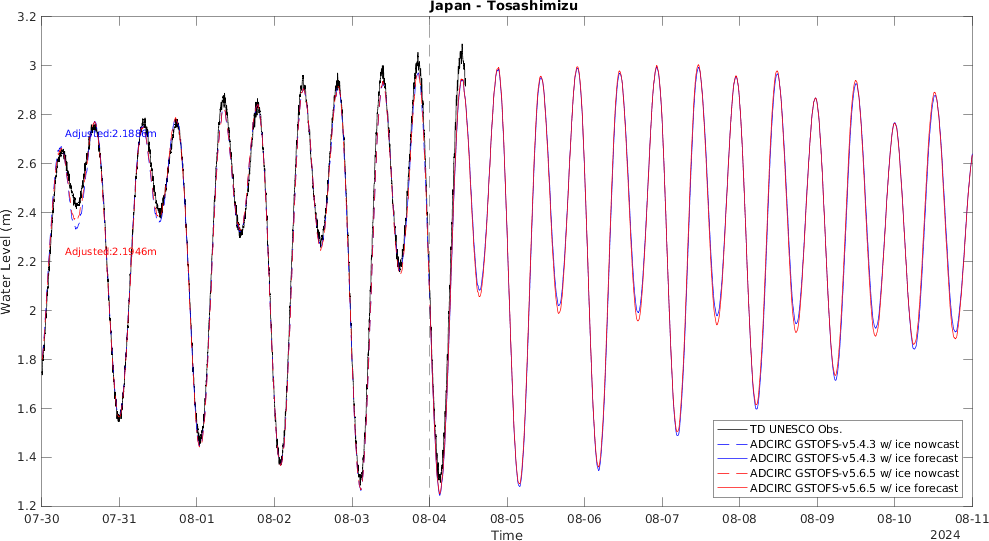 Japan - Tosashimizu
3.2
3
2.8
2.6
2.4
2.2
2
1.8
1.6
1.4
1.2
Water Level (m)
Adjusted:2.1886m
Adjusted:2.1946m
TD UNESCO Obs.
ADCIRC GSTOFS-v5.4.3 w/ ice nowcast
ADCIRC GSTOFS-v5.4.3 w/ ice forecast
ADCIRC GSTOFS-v5.6.5 w/ ice nowcast
ADCIRC GSTOFS-v5.6.5 w/ ice forecast
07-30 07-31 08-01 08-02 08-03 08-04 08-05 08-06 08-07 08-08 08-09 08-10 08-11
Time
2024